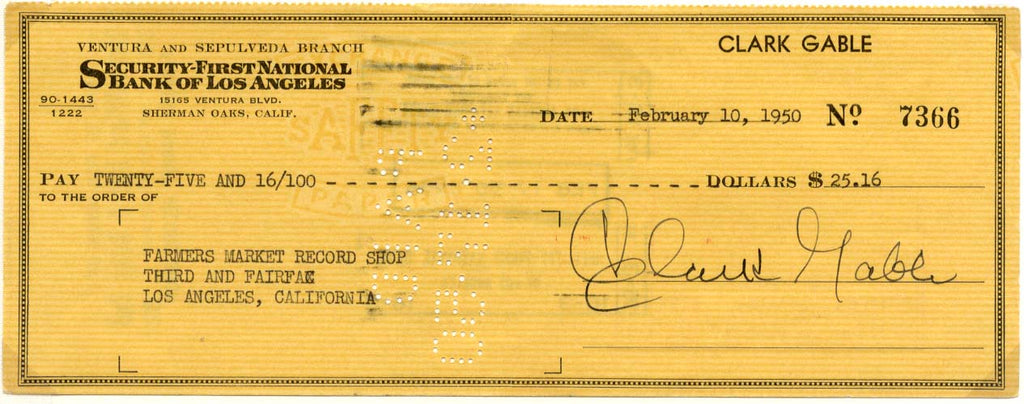 VENTURA AND SEPULVEDA BRANCH
SECURITY-FIRST NATIONAL
BANK OF LOS ANGELES
15165 VENTURA BLVD.
SHERMAN OAKS, CALIF.
90-1443
1222
CLARK GABLE
DATE February 10, 1950 Nº 7366
PAY TWENTY-FIVE AND 16/100 - - - - - - - - - - - - - - - - - - - - - - - - - DOLLARS $ 25.16
TO THE ORDER OF
FARMERS MARKET RECORD SHOP
THIRD AND FAIRFAX
LOS ANGELES, CALIFORNIA
Clark Gable